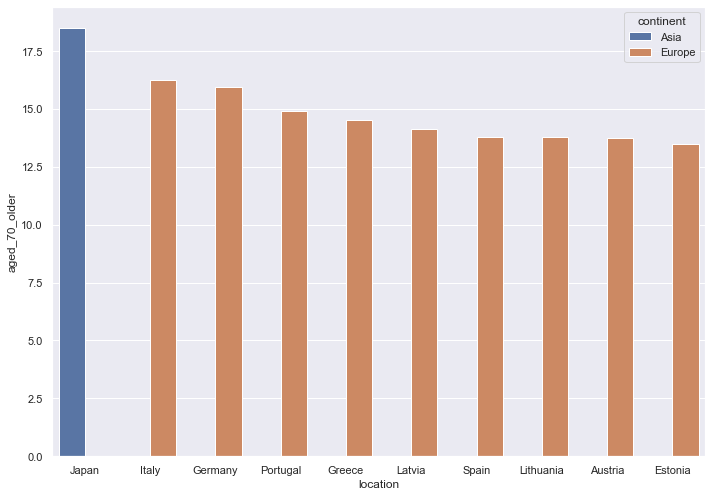 continent
Asia
Europe
aged_70_older
17.5
15.0
12.5
10.0
7.5
5.0
2.5
0.0
Japan Italy Germany Portugal Greece Latvia Spain Lithuania Austria Estonia
location